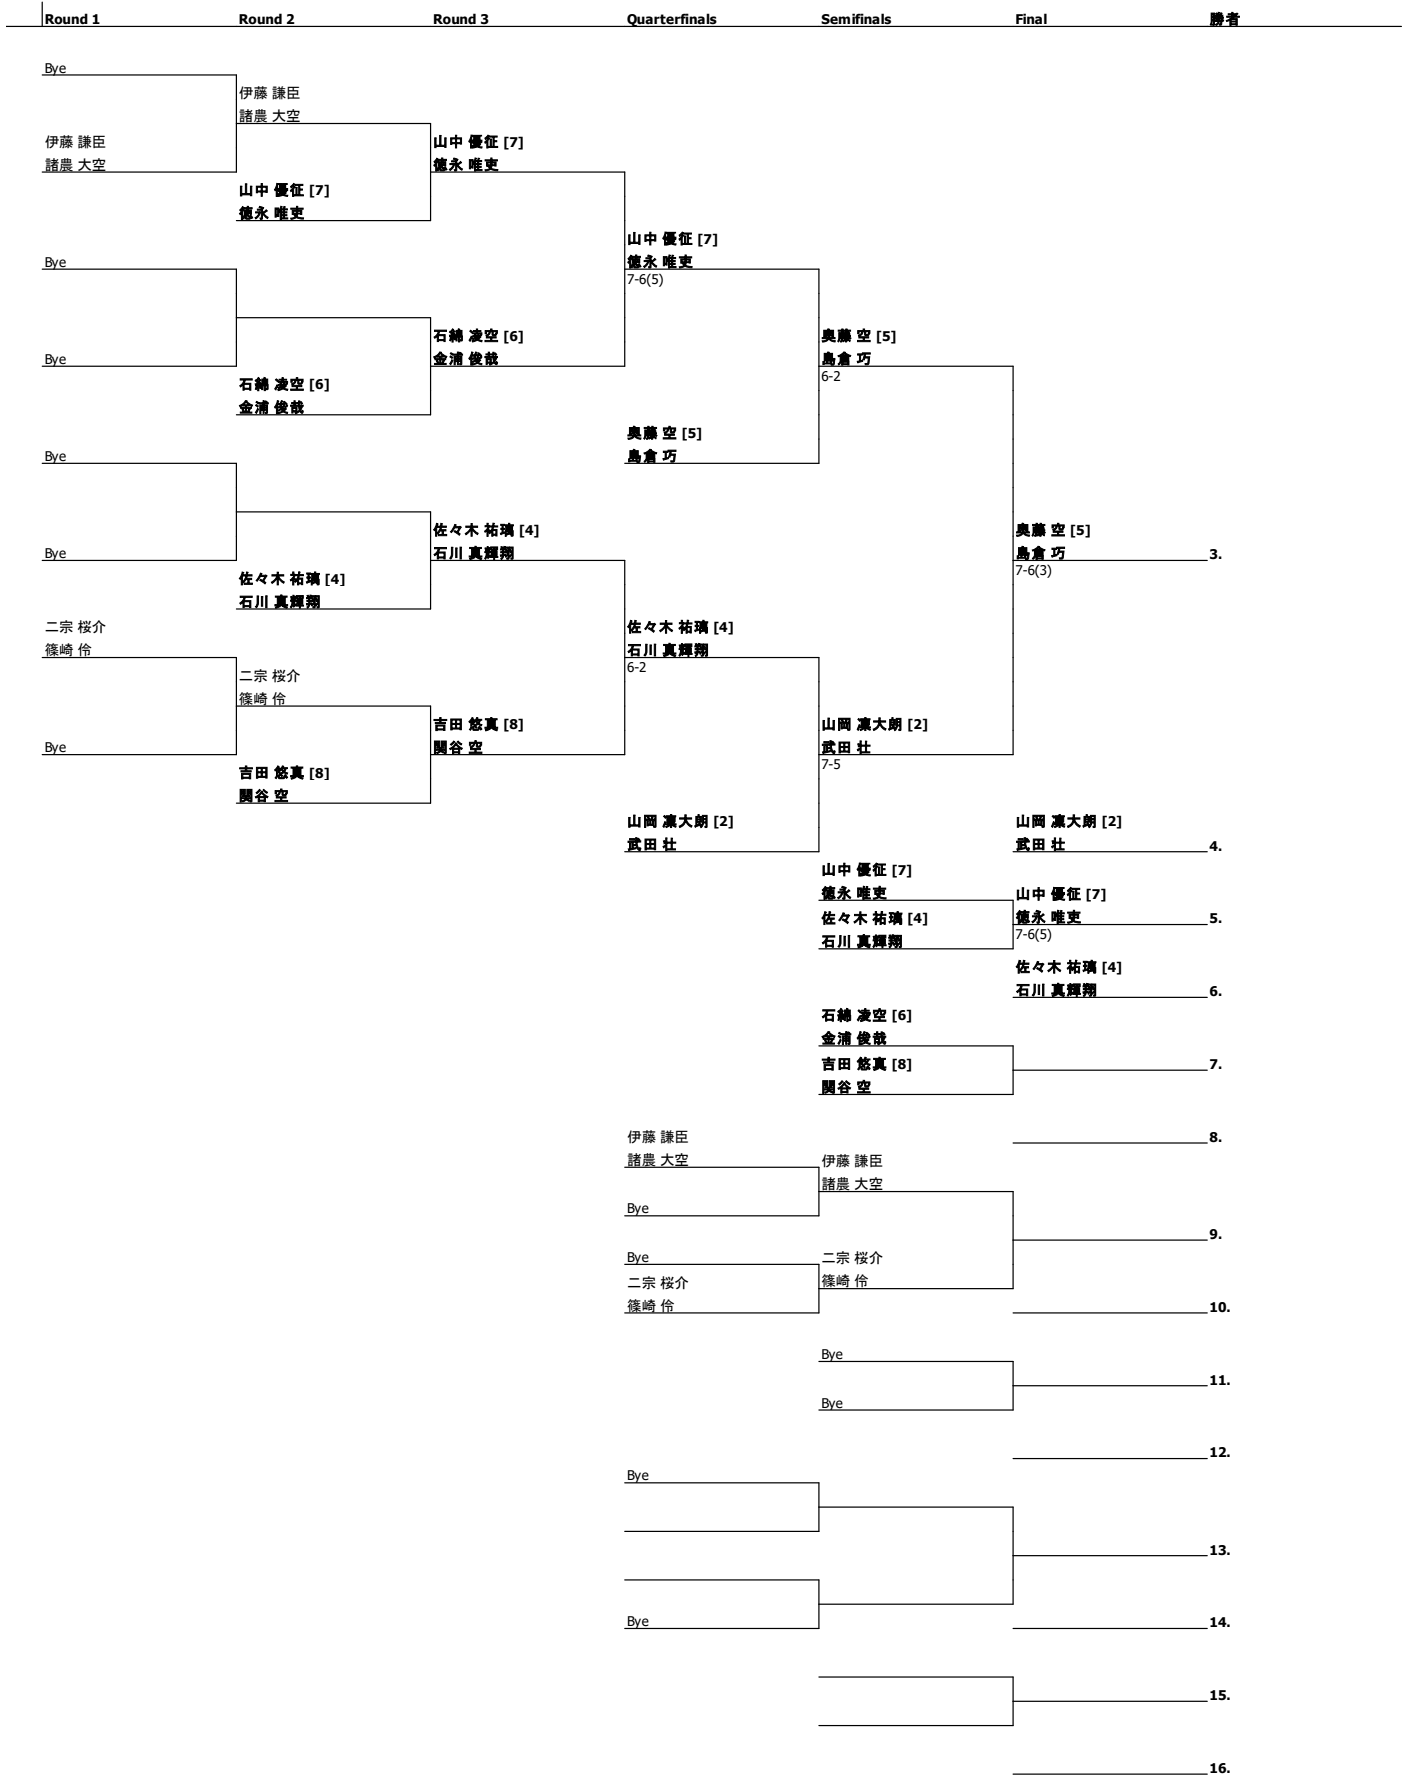 Round 1 Round 2 Round 3 Quarterfinals Semifinals Final 勝者
Bye
伊藤 謙臣
諸農 大空
伊藤 謙臣
諸農 大空
山中 優征 [7]
徳永 唯吏
山中 優征 [7]
徳永 唯吏
山中 優征 [7]
徳永 唯吏
7-6(5)
Bye
Bye
石綿 凌空 [6]
金浦 俊哉
石綿 凌空 [6]
金浦 俊哉
奥藤 空 [5]
島倉 巧
6-2
奥藤 空 [5]
島倉 巧
Bye
Bye
佐々木 祐璃 [4]
石川 真輝翔
佐々木 祐璃 [4]
石川 真輝翔
奥藤 空 [5]
島倉 巧
7-6(3)
3.
二宗 桜介
篠崎 伶
佐々木 祐璃 [4]
石川 真輝翔
6-2
二宗 桜介
篠崎 伶
Bye
吉田 悠真 [8]
関谷 空
吉田 悠真 [8]
関谷 空
山岡 凛大朗 [2]
武田 壮
7-5
山岡 凛大朗 [2]
武田 壮
山岡 凛大朗 [2]
武田 壮
4.
山中 優征 [7]
徳永 唯吏
佐々木 祐璃 [4]
石川 真輝翔
山中 優征 [7]
徳永 唯吏
7-6(5)
5.
佐々木 祐璃 [4]
石川 真輝翔
6.
石綿 凌空 [6]
金浦 俊哉
吉田 悠真 [8]
関谷 空
7.
8.
伊藤 謙臣
諸農 大空
Bye
伊藤 謙臣
諸農 大空
9.
Bye
二宗 桜介
篠崎 伶
二宗 桜介
篠崎 伶
10.
Bye
Bye
11.
12.
Bye
13.
Bye
14.
15.
16.